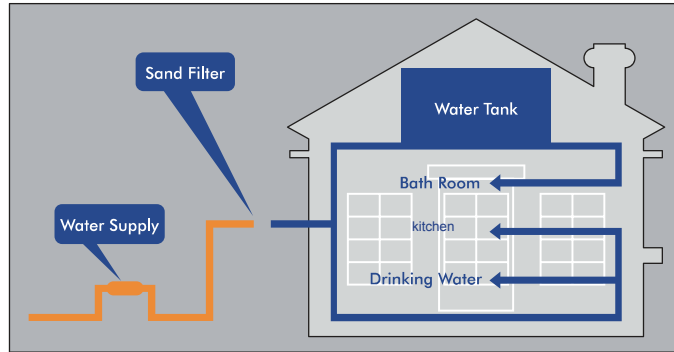 Sand Filter
Water Tank
Bath Room
Water Supply
kitchen
Drinking Water